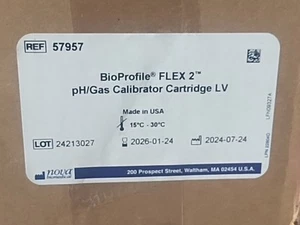 REF 57957
BioProfile® FLEX 2™
pH/Gas Calibrator Cartridge LV
Made in USA
15°C - 30°C
LOT 24213027
2026-01-24
2024-07-24
nova
200 Prospect Street, Waltham, MA 02454 U.S.A.